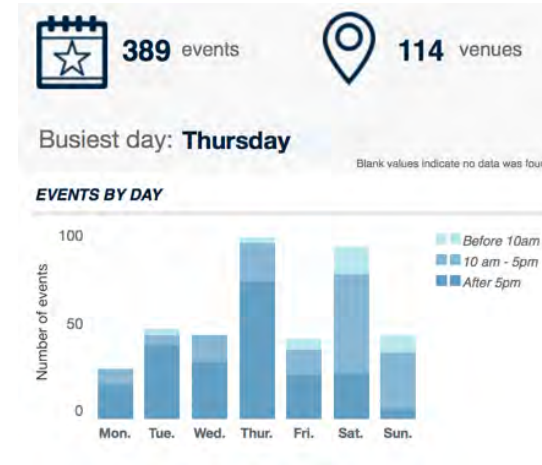 389 events
114 venues
Busiest day: Thursday
Blank values indicate no data was
EVENTS BY DAY
Number of events
100
50
0
Before 10am
10 am - 5pm
After 5pm
Mon. Tue. Wed. Thur. Fri. Sat. Sun.